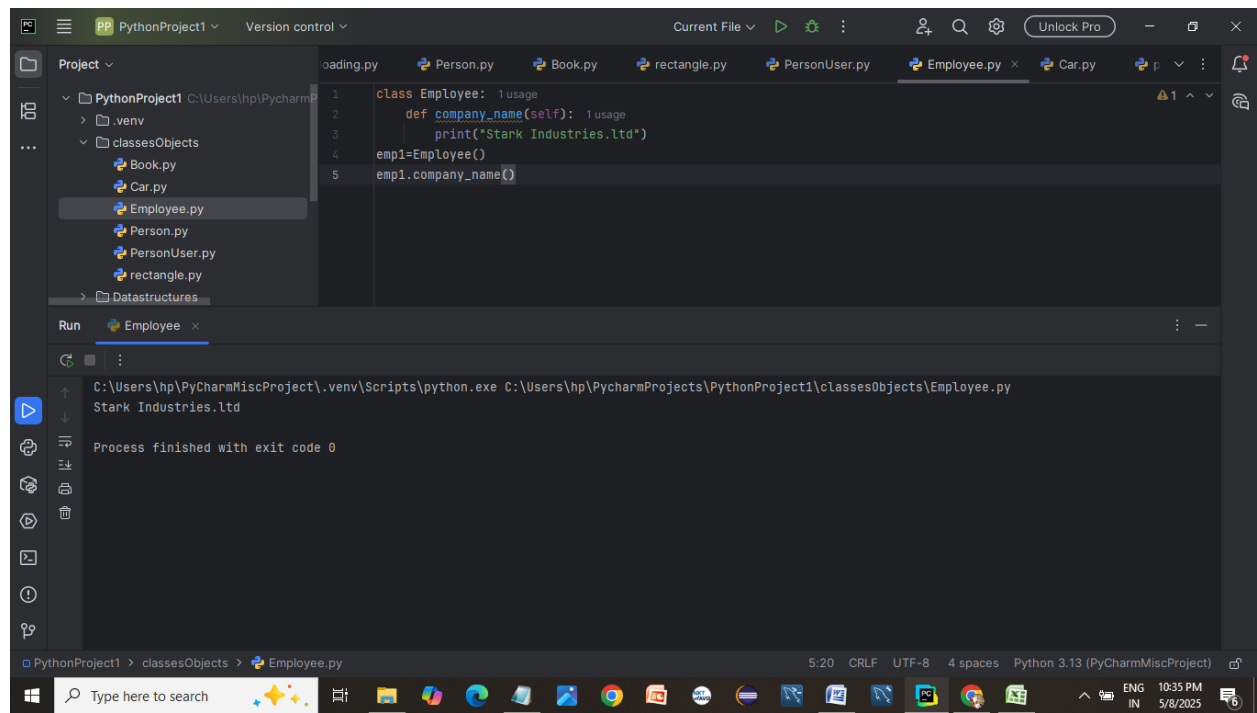 PC PP PythonProject1 Version control Current File Unlock Pro
Project
oading.py Person.py Book.py rectangle.py PersonUser.py Employee.py Car.py p
PythonProject1 C:\Users\hp\PycharmP
.venv
classesObjects
Book.py
Car.py
Employee.py
Person.py
PersonUser.py
rectangle.py
Datastructures
1 class Employee: 1 usage
2 def company_name(self): 1 usage
3 print("Stark Industries.ltd")
4 emp1=Employee()
5 emp1.company_name()
1
Run Employee
C:\Users\hp\PyCharmMiscProject\.venv\Scripts\python.exe C:\Users\hp\PycharmProjects\PythonProject1\classesObjects\Employee.py
Stark Industries.ltd
Process finished with exit code 0
PythonProject1 > classesObjects > Employee.py 5:20 CRLF UTF-8 4 spaces Python 3.13 (PyCharmMiscProject)
Type here to search PC ENG 10:35 PM
IN 5/8/2025 6